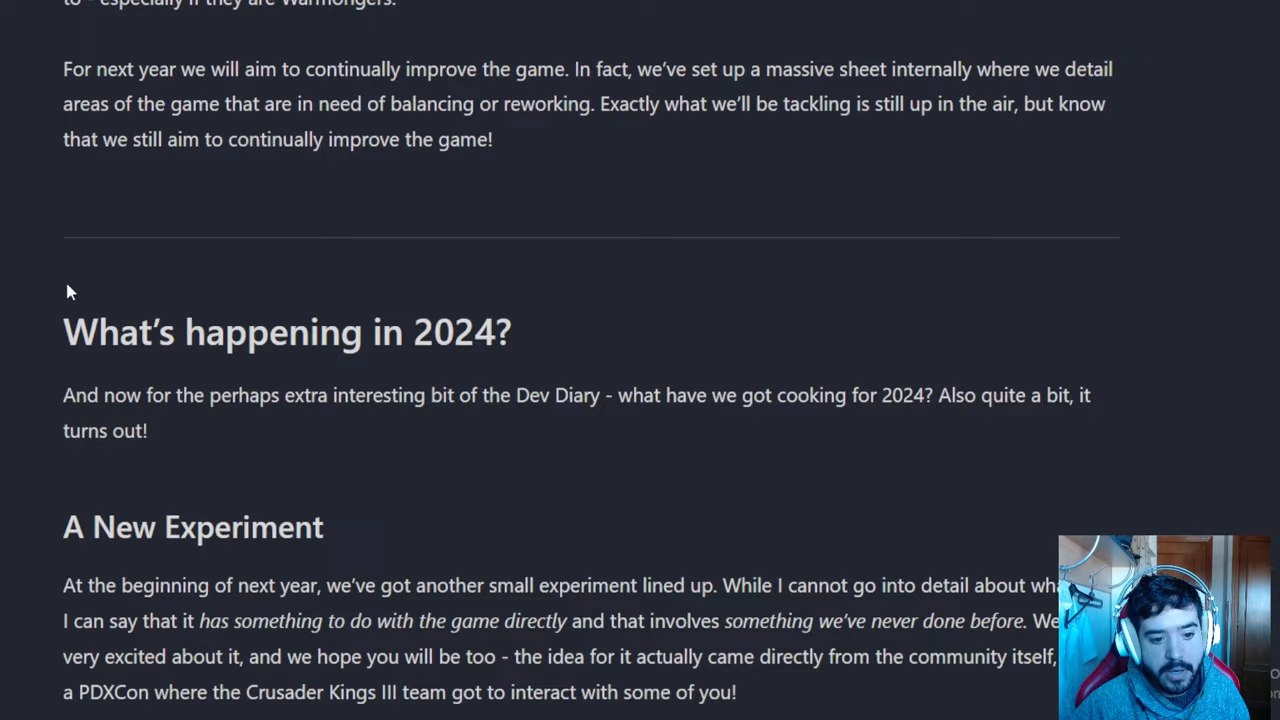 to - especially if they are Warmongers.
For next year we will aim to continually improve the game. In fact, we've set up a massive sheet internally where we detail
areas of the game that are in need of balancing or reworking. Exactly what we'll be tackling is still up in the air, but know
that we still aim to continually improve the game!
What's happening in 2024?
And now for the perhaps extra interesting bit of the Dev Diary - what have we got cooking for 2024? Also quite a bit, it
turns out!
A New Experiment
At the beginning of next year, we've got another small experiment lined up. While I cannot go into detail about
I can say that it has something to do with the game directly and that involves something we've never done before. We
very excited about it, and we hope you will be too - the idea for it actually came directly from the community itself,
a PDXCon where the Crusader Kings III team got to interact with some of you!